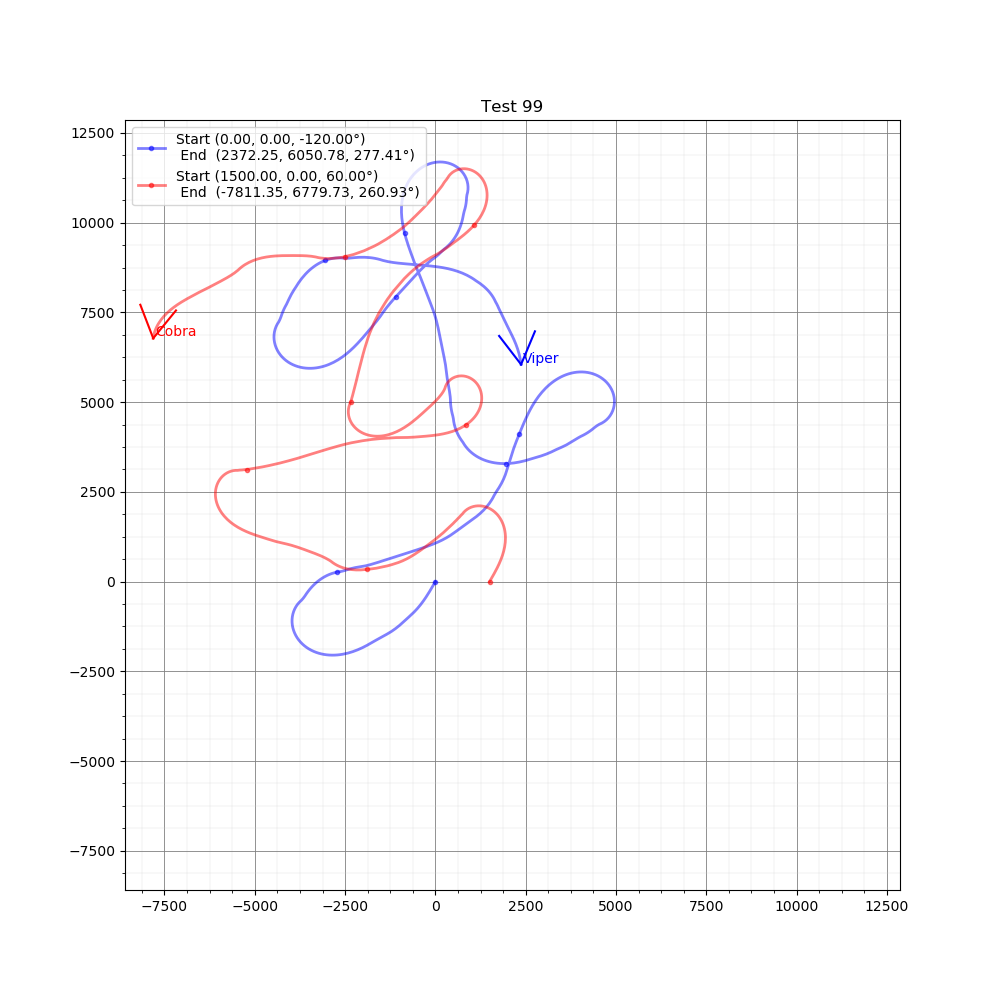 Test 99
Start (0.00, 0.00, -120.00°)
End (2372.25, 6050.78, 277.41°)
Start (1500.00, 0.00, 60.00°)
End (-7811.35, 6779.73, 260.93°)
12500
10000
7500
5000
2500
0
−2500
−5000
−7500
Cobra
Viper
−7500 −5000 −2500 0 2500 5000 7500 10000 12500